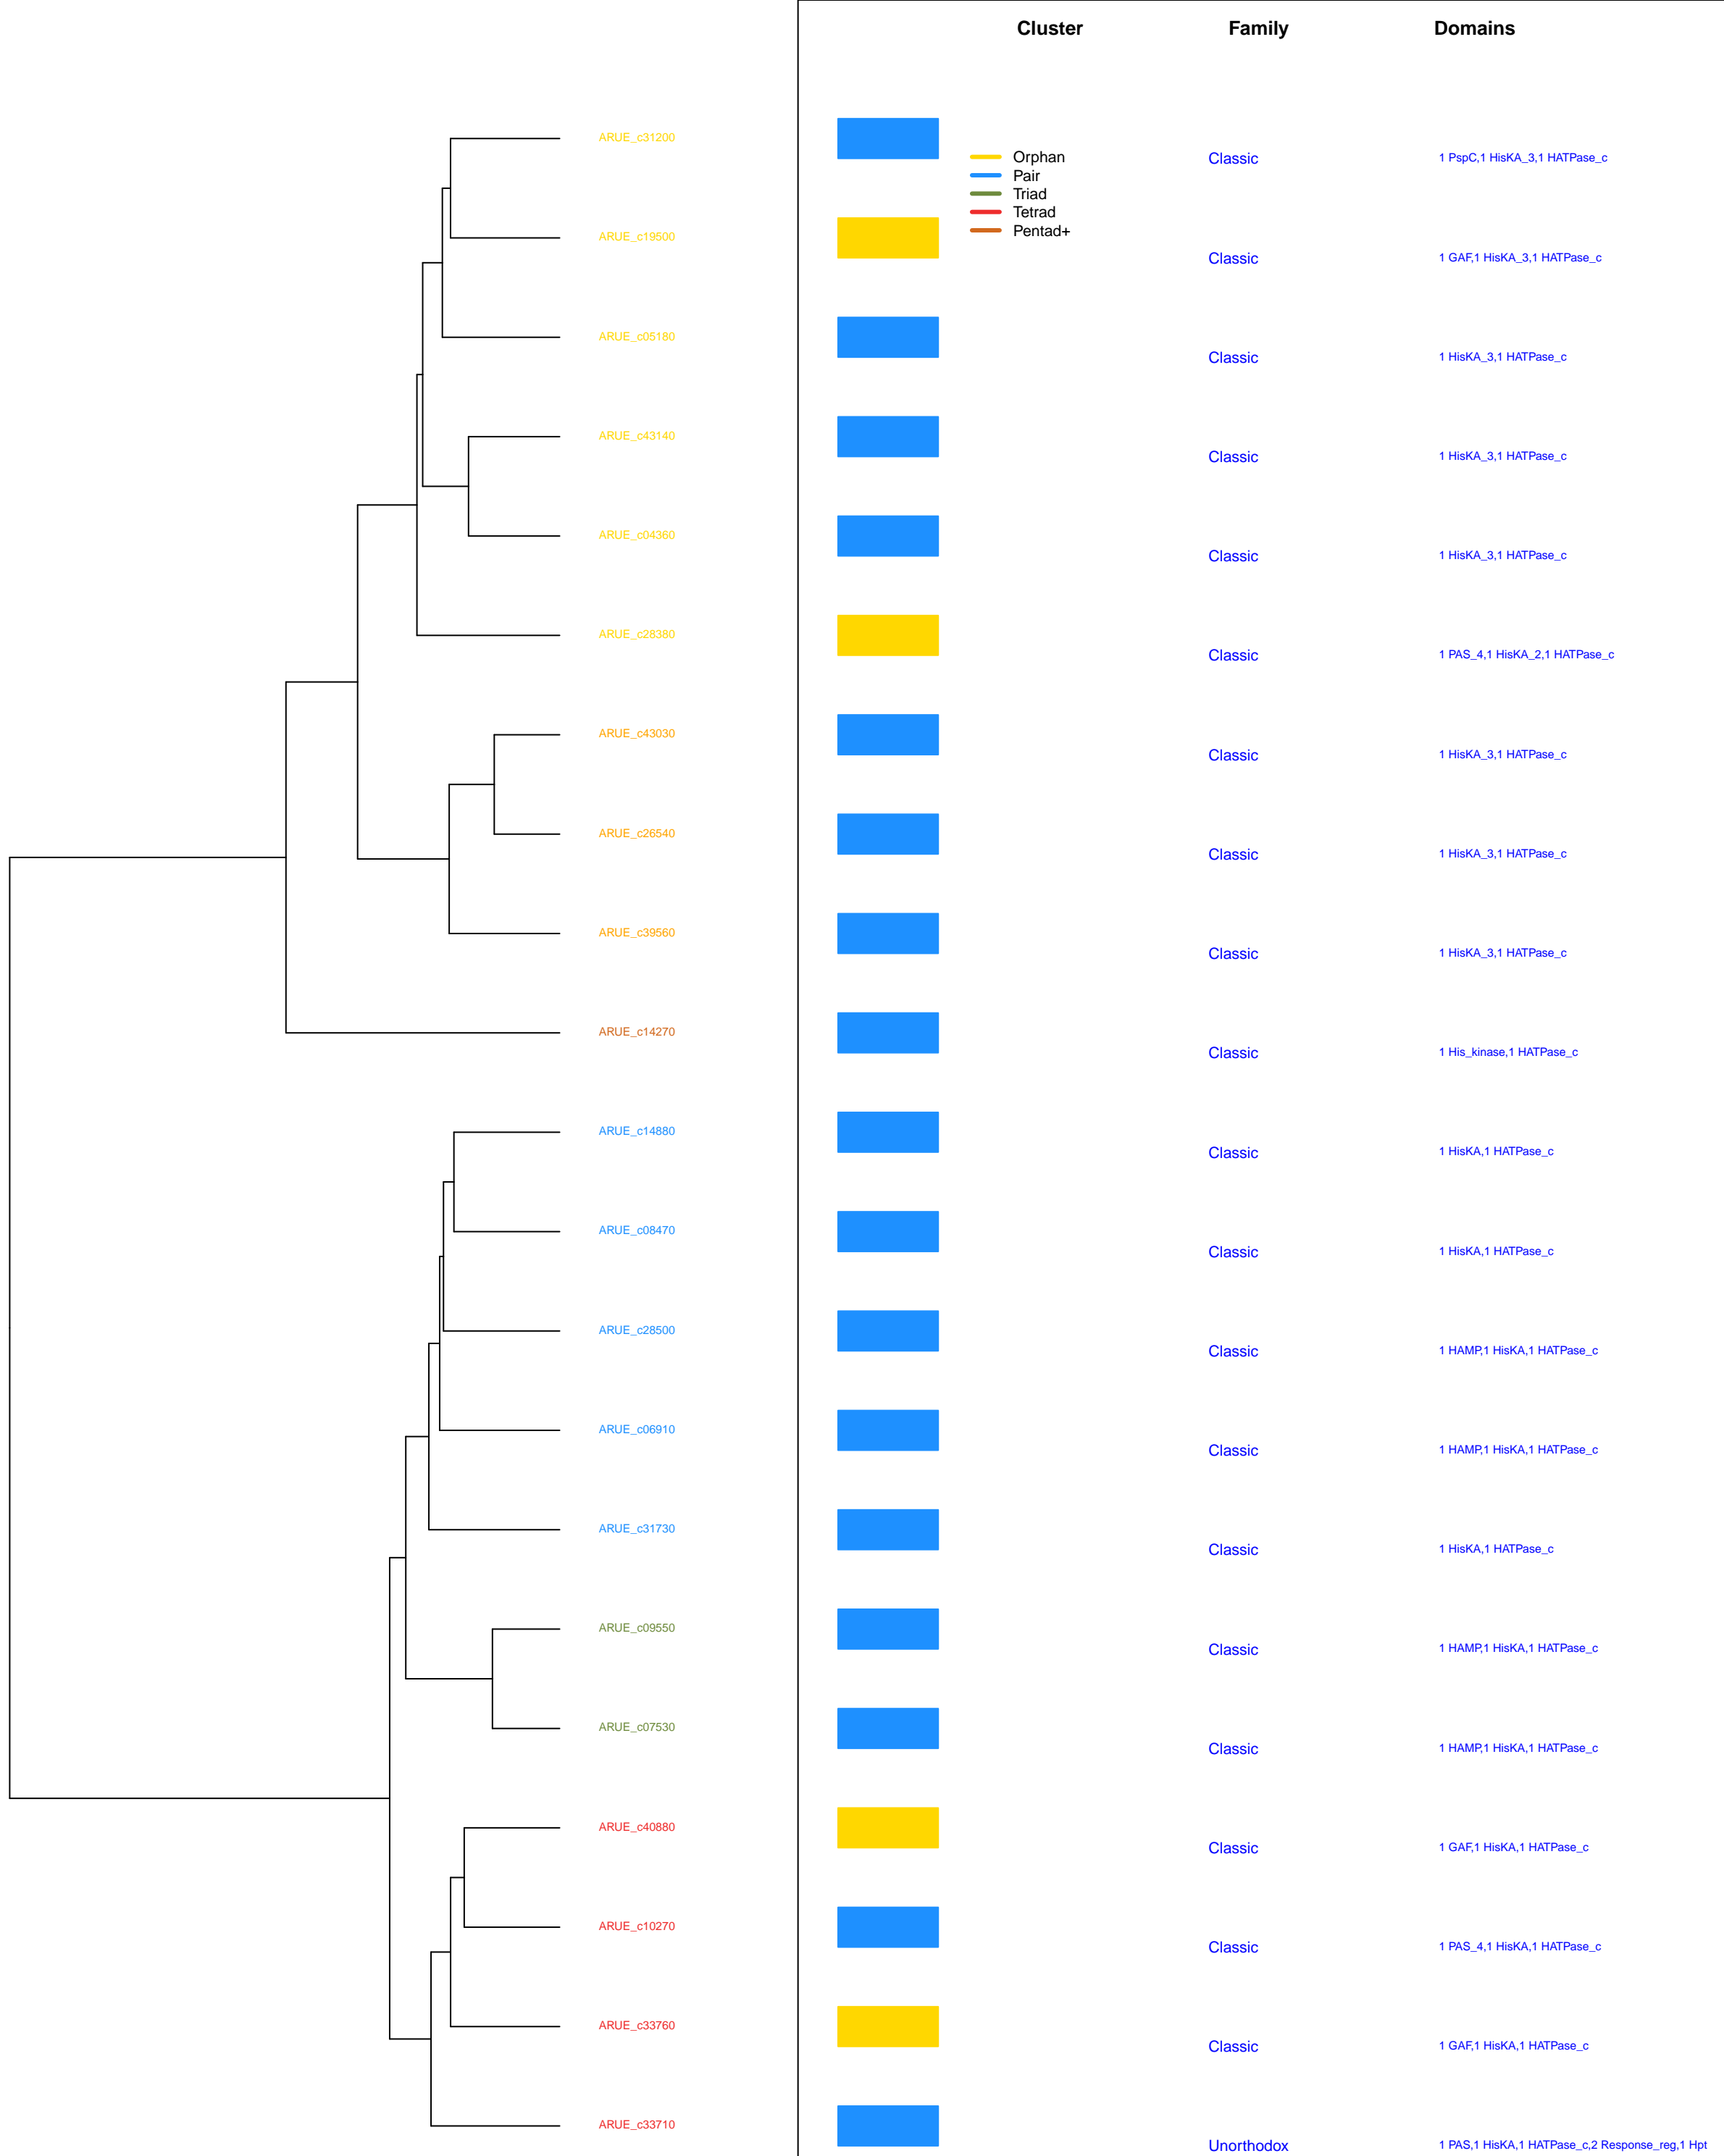 Cluster Family Domains
ARUE_c31200
Orphan
Classic 1 PspC,1 HisKA_3,1 HATPase_c
Pair
Triad
Tetrad
Pentad+
ARUE_c19500
Classic 1 GAF,1 HisKA_3,1 HATPase_c
ARUE_c05180
Classic 1 HisKA_3,1 HATPase_c
ARUE_c43140
Classic 1 HisKA_3,1 HATPase_c
ARUE_c04360
Classic 1 HisKA_3,1 HATPase_c
ARUE_c28380
Classic 1 PAS_4,1 HisKA_2,1 HATPase_c
ARUE_c43030
Classic 1 HisKA_3,1 HATPase_c
ARUE_c26540
Classic 1 HisKA_3,1 HATPase_c
ARUE_c39560
Classic 1 HisKA_3,1 HATPase_c
ARUE_c14270
Classic 1 His_kinase,1 HATPase_c
ARUE_c14880
Classic 1 HisKA,1 HATPase_c
ARUE_c08470
Classic 1 HisKA,1 HATPase_c
ARUE_c28500
Classic 1 HAMP,1 HisKA,1 HATPase_c
ARUE_c06910
Classic 1 HAMP,1 HisKA,1 HATPase_c
ARUE_c31730
Classic 1 HisKA,1 HATPase_c
ARUE_c09550
Classic 1 HAMP,1 HisKA,1 HATPase_c
ARUE_c07530
Classic 1 HAMP,1 HisKA,1 HATPase_c
ARUE_c40880
Classic 1 GAF,1 HisKA,1 HATPase_c
ARUE_c10270
Classic 1 PAS_4,1 HisKA,1 HATPase_c
ARUE_c33760
Classic 1 GAF,1 HisKA,1 HATPase_c
ARUE_c33710
Unorthodox 1 PAS,1 HisKA,1 HATPase_c,2 Response_reg,1 Hpt